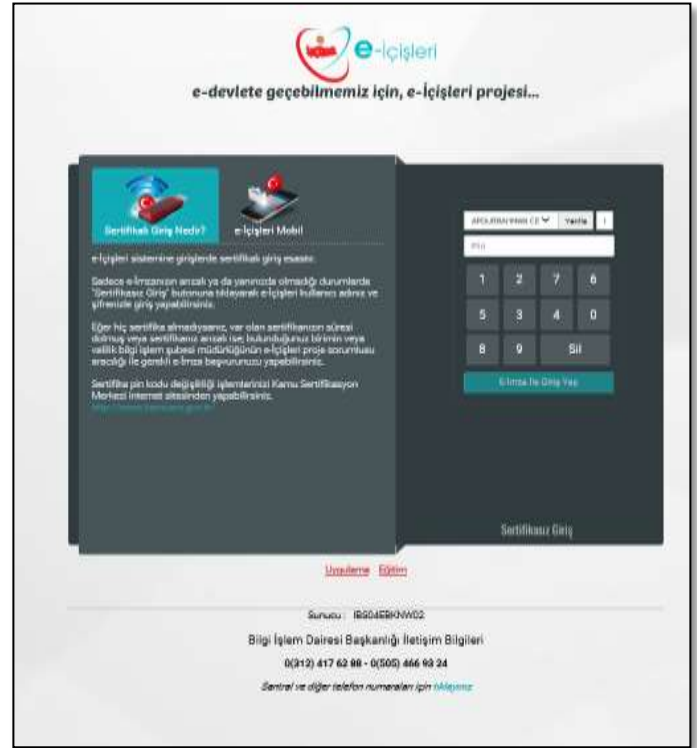 e-içişleri
e-devlete geçebilmemiz için, e-İçişleri projesi...
Sertifikalı Giriş Nedir?
e-İçişleri Mobil
e-İçişleri sistemine girişlerde sertifikalı giriş esastır.
Sadece e-İmzanızın arızalı ya da yanınızda olmadığı durumlarda
"Sertifikasız Giriş" butonuna tıklayarak e-İçişleri kullanıcı adınız ve
şifrenizle giriş yapabilirsiniz.
Eğer hiç sertifika almadıysanız, var olan sertifikanızın süresi
dolmuş veya sertifikanız arızalı ise; bulunduğunuz birimin veya
valilik bilgi işlem şubesi müdürlüğünün e-İçişleri proje sorumlusu
aracılığı ile gerekli e-İmza başvurunuzu yapabilirsiniz.
Sertifika pin kodu değişikliği işlemlerinizi Kamu Sertifikasyon
Merkezi internet sitesinden yapabilirsiniz.
Yenile
1 2 7 6
5 3 4 0
8 9 Sil
E-İmza İle Giriş Yap
Sertifikasız Giriş
Uygulama Eğitim
Sunucu : IBS04EBKNW02
Bilgi İşlem Dairesi Başkanlığı İletişim Bilgileri
0(312) 417 62 88 - 0(505) 466 93 24
Santral ve diğer telefon numaraları için tıklayınız